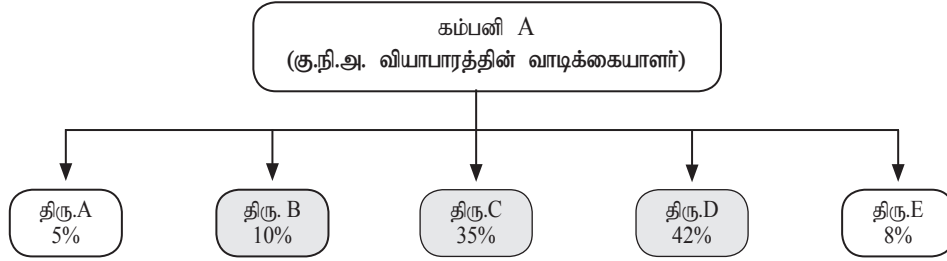 கம்பனி A
(கு.நி.அ. வியாபாரத்தின் வாடிக்கையாளர்)
திரு.A
5%
திரு. B
10%
திரு.C
35%
திரு.D
42%
திரு.E
8%